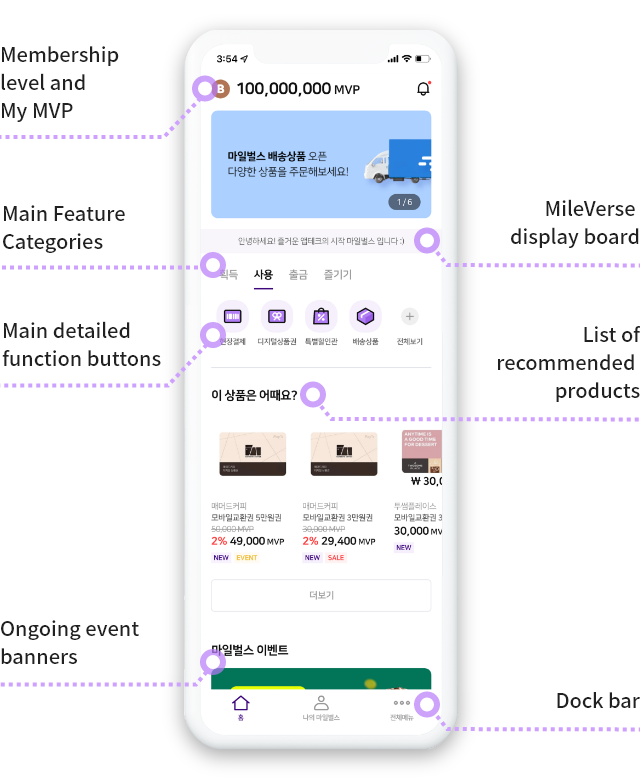 Membership
level and
My MVP
Main Feature
Categories
Main detailed
function buttons
Ongoing event
banners
3:54
B 100,000,000 MVP
마일벌스 배송상품 오픈
다양한 상품을 주문해보세요!
1 / 6
안녕하세요! 즐거운 앱테크의 시작 마일벌스 입니다 :)
획득 사용 출금 즐기기
현장결제 디지털상품권 특별할인관 배송상품 전체보기
이 상품은 어때요?
ANYTIME IS
A GOOD TIME
FOR DESSERT
₩ 30,0
매머드커피 매머드커피 투썸플레이스
모바일교환권 5만원권 모바일교환권 3만원권 모바일교환권 3
50,000 MVP 30,000 MVP 30,000 MV
2% 49,000 MVP 2% 29,400 MVP
NEW EVENT NEW SALE NEW
더보기
마일벌스 이벤트
홈 나의 마일벌스 전체메뉴
MileVerse
display board
List of
recommended
products
Dock bar